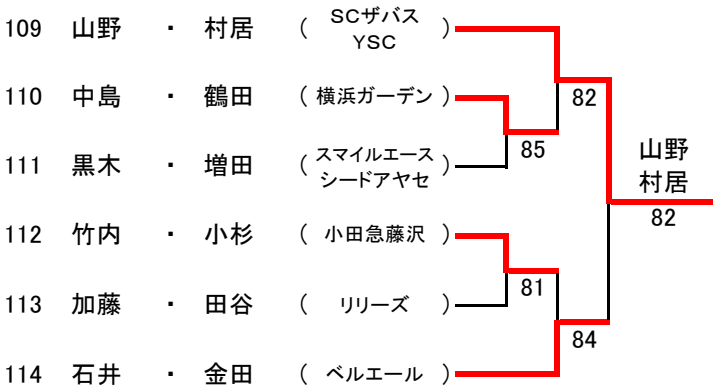 109 山野 ・ 村居 ( SCザバス YSC )
110 中島 ・ 鶴田 ( 横浜ガーデン )
111 黒木 ・ 増田 ( スマイルエース シードアヤセ )
112 竹内 ・ 小杉 ( 小田急藤沢 )
113 加藤 ・ 田谷 ( リリーズ )
114 石井 ・ 金田 ( ベルエール )
82
85
81
84
山野
村居
82